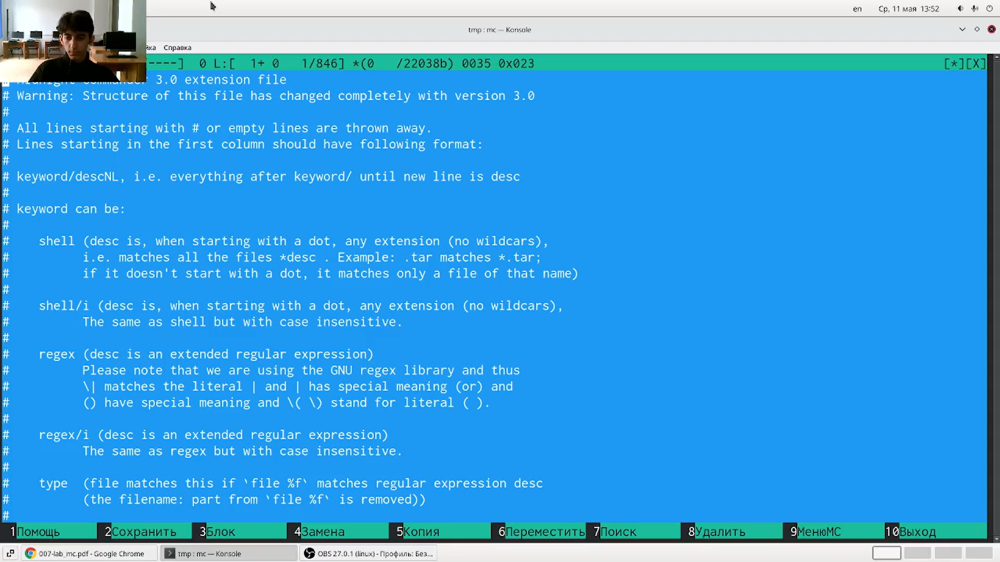 en Ср, 11 мая 13:52
tmp : mc — Konsole
йка Справка
[----] 0 L:[ 1+ 0 1/846] *(0 /22038b) 0035 0x023 [*][X]
# Midnight Commander 3.0 extension file
# Warning: Structure of this file has changed completely with version 3.0
#
# All lines starting with # or empty lines are thrown away.
# Lines starting in the first column should have following format:
#
# keyword/descNL, i.e. everything after keyword/ until new line is desc
#
# keyword can be:
#
# shell (desc is, when starting with a dot, any extension (no wildcars),
# i.e. matches all the files *desc . Example: .tar matches *.tar;
# if it doesn't start with a dot, it matches only a file of that name)
#
# shell/i (desc is, when starting with a dot, any extension (no wildcars),
# The same as shell but with case insensitive.
#
# regex (desc is an extended regular expression)
# Please note that we are using the GNU regex library and thus
# \| matches the literal | and | has special meaning (or) and
# () have special meaning and \( \) stand for literal ( ).
#
# regex/i (desc is an extended regular expression)
# The same as regex but with case insensitive.
#
# type (file matches this if `file %f` matches regular expression desc
# (the filename: part from `file %f` is removed))
#
1Помощь 2Сохранить 3Блок 4Замена 5Копия 6Переместить 7Поиск 8Удалить 9МенюMC 10Выход
007-lab_mc.pdf - Google Chrome tmp : mc — Konsole OBS 27.0.1 (linux) - Профиль: Без...